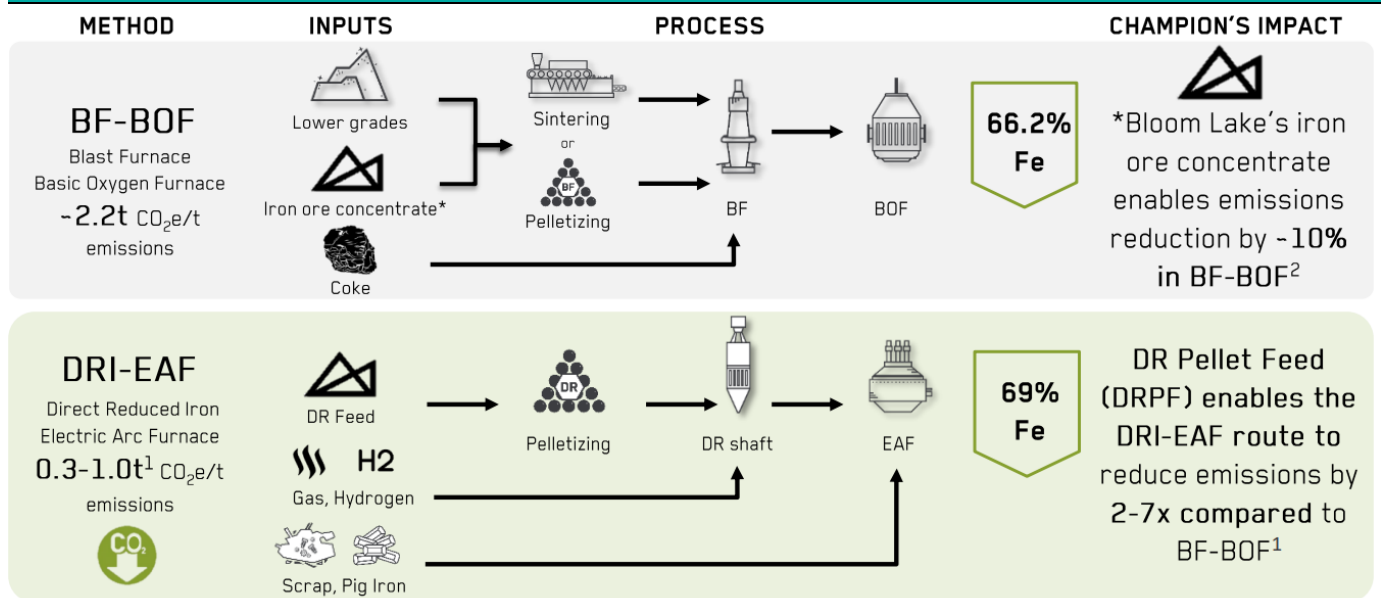 METHOD
INPUTS
PROCESS
CHAMPION'S IMPACT
BF-BOF
Blast Furnace
Basic Oxygen Furnace
~2.2t CO₂e/t
emissions
Lower grades
Iron ore concentrate*
Coke
Sintering
or
BF
Pelletizing
BF
BOF
66.2%
Fe
*Bloom Lake's iron
ore concentrate
enables emissions
reduction by ~10%
in BF-BOF²
DRI-EAF
Direct Reduced Iron
Electric Arc Furnace
0.3-1.0t¹ CO₂e/t
emissions
CO₂
DR Feed
H2
Gas, Hydrogen
Scrap, Pig Iron
DR
Pelletizing
DR shaft
EAF
69%
Fe
DR Pellet Feed
(DRPF) enables the
DRI-EAF route to
reduce emissions by
2-7x compared to
BF-BOF¹